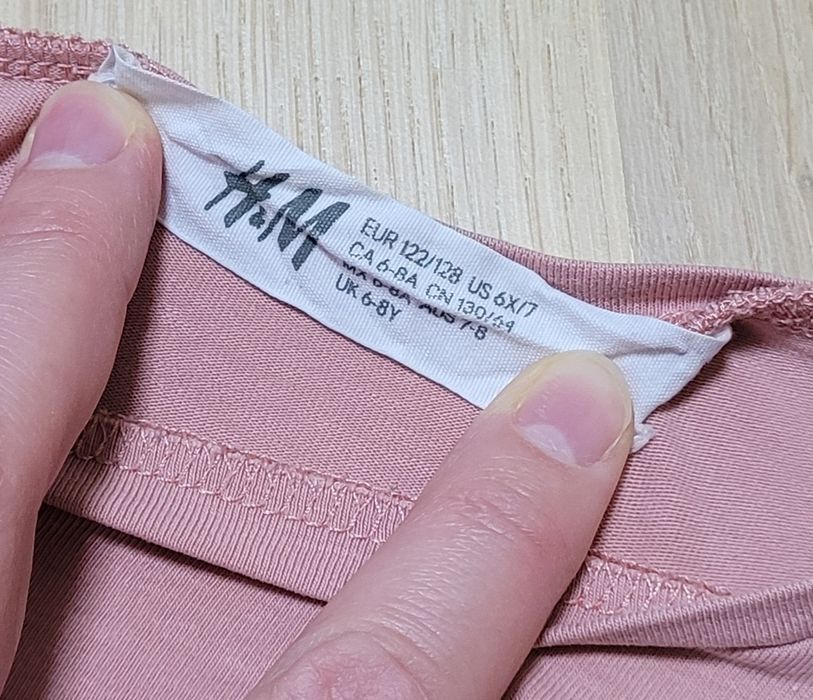 H&M
EUR 122/128 US 6X/7
CA 6-8A CN 130/64
MX 6-8A AUS 7-8
UK 6-8Y